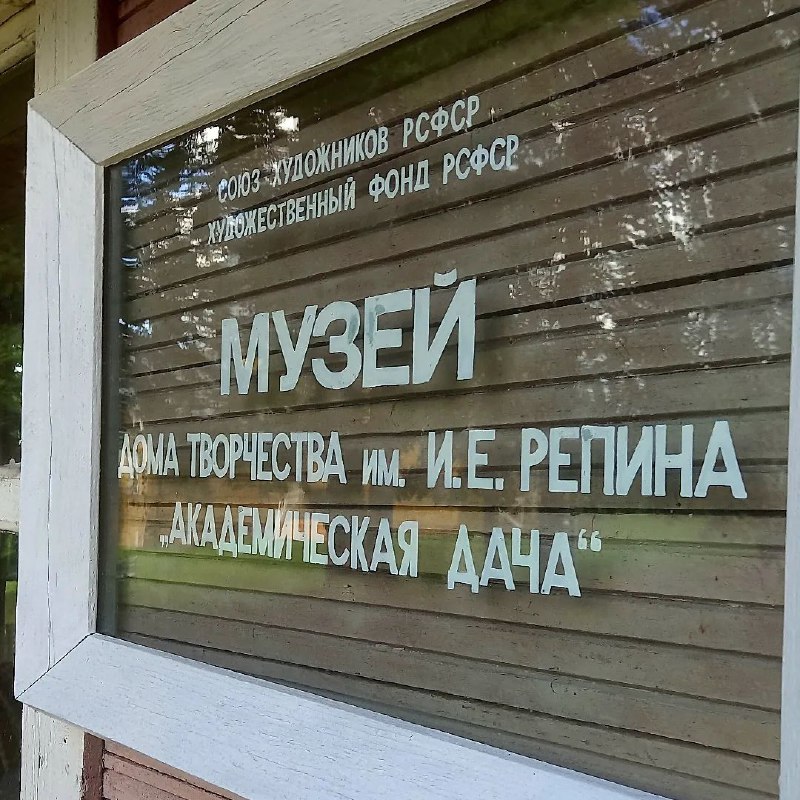 СОЮЗ ХУДОЖНИКОВ РСФСР
ХУДОЖЕСТВЕННЫЙ ФОНД РСФСР
МУЗЕЙ
ДОМА ТВОРЧЕСТВА ИМ. И.Е. РЕПИНА
„АКАДЕМИЧЕСКАЯ ДАЧА“